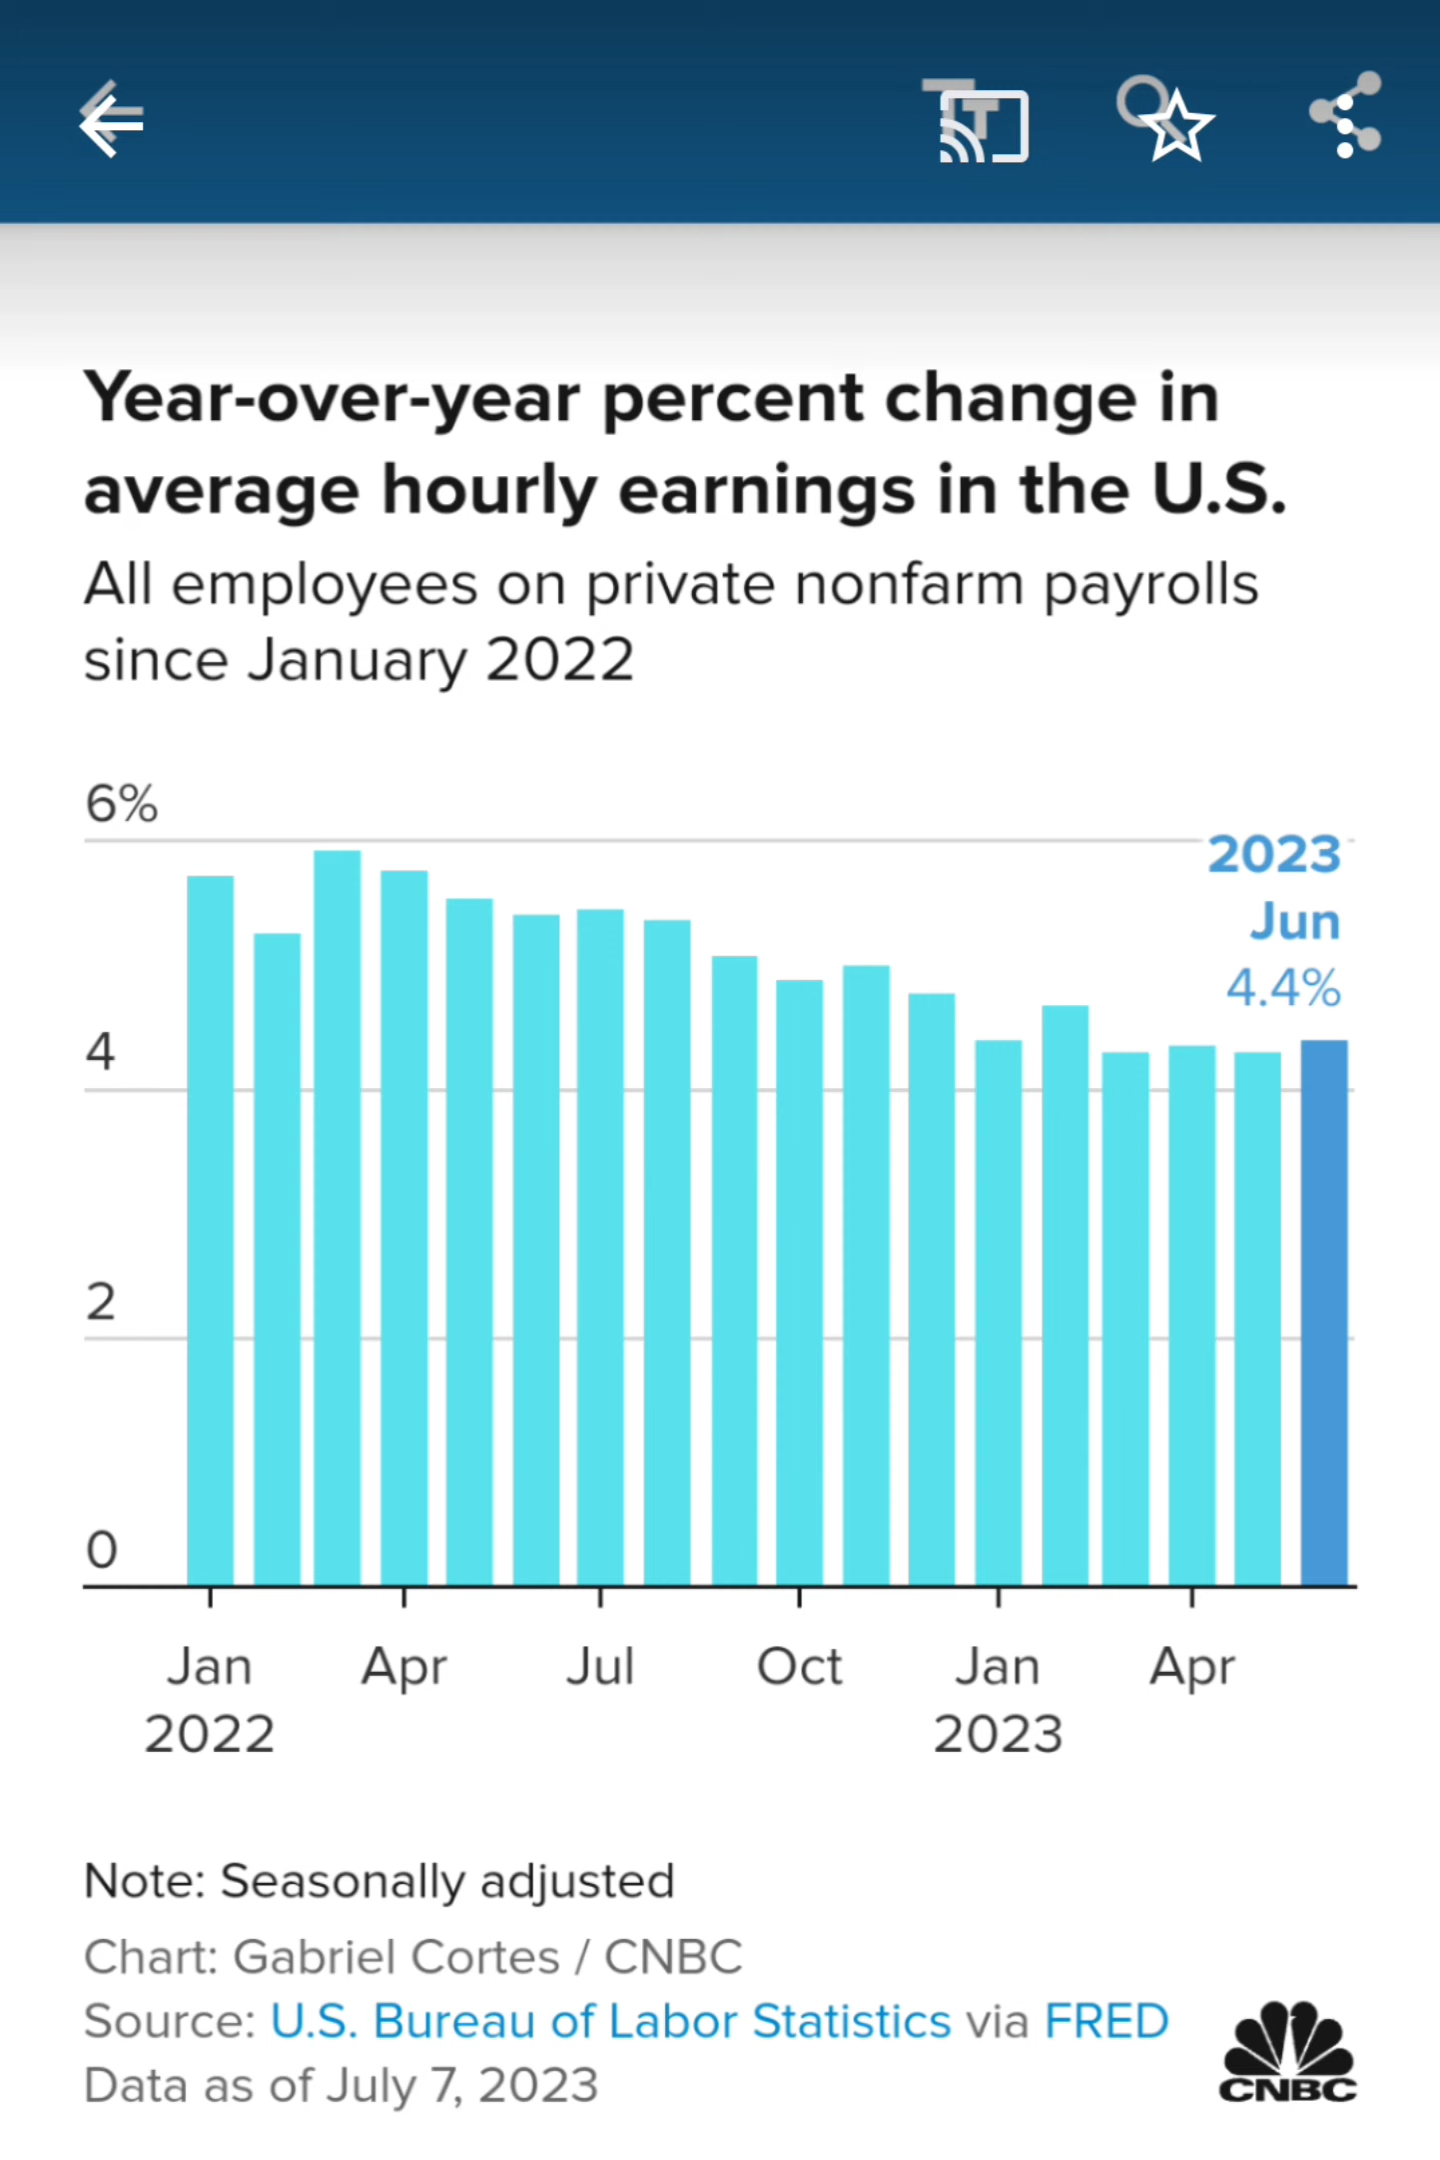 Year-over-year percent change in
average hourly earnings in the U.S.
All employees on private nonfarm payrolls
since January 2022
6%
2023
Jun
4.4%
4
2
0
Jan Apr Jul Oct Jan Apr
2022 2023
Note: Seasonally adjusted
Chart: Gabriel Cortes / CNBC
Source: U.S. Bureau of Labor Statistics via FRED
Data as of July 7, 2023
CNBC